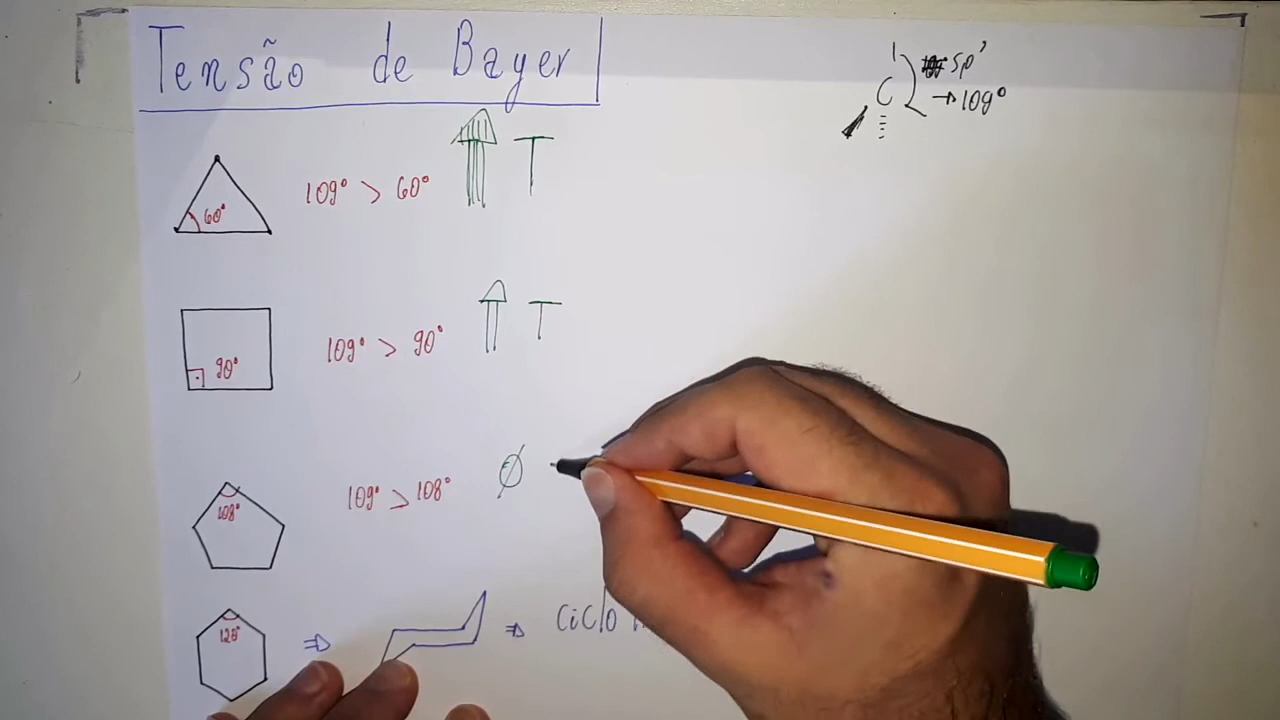 Tensão de Bayer
sp³
C → 109°
60° 109° > 60° T
90° 109° > 90° T
108° 109° > 108° Ø
120° ⇒ ⇒ Ciclo